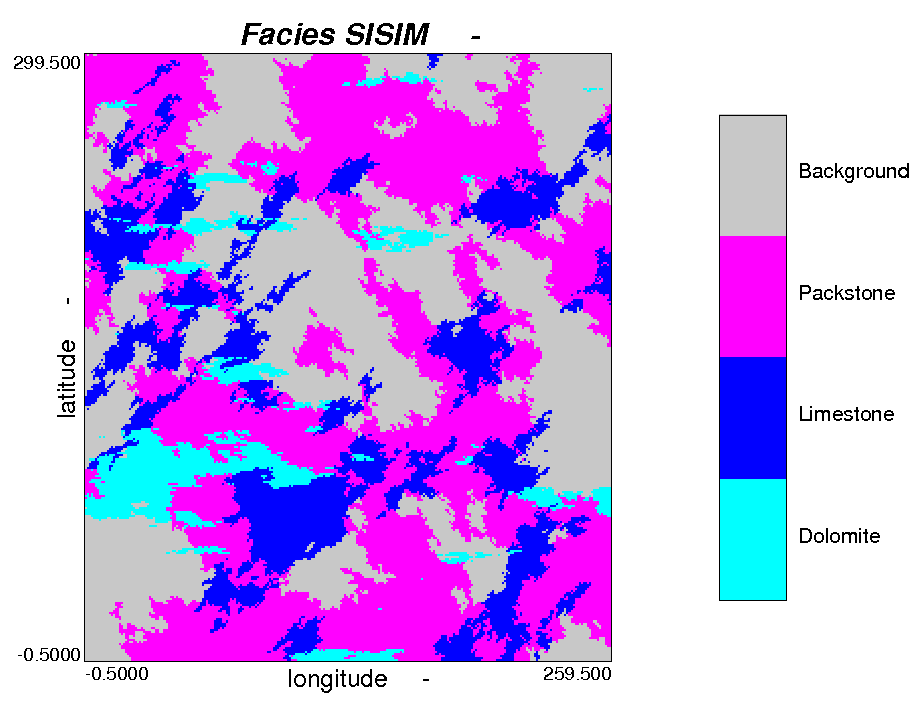 Facies SISIM -
299.500
Background
Packstone
-
latitude
Limestone
Dolomite
-0.5000
-0.5000
259.500
longitude -